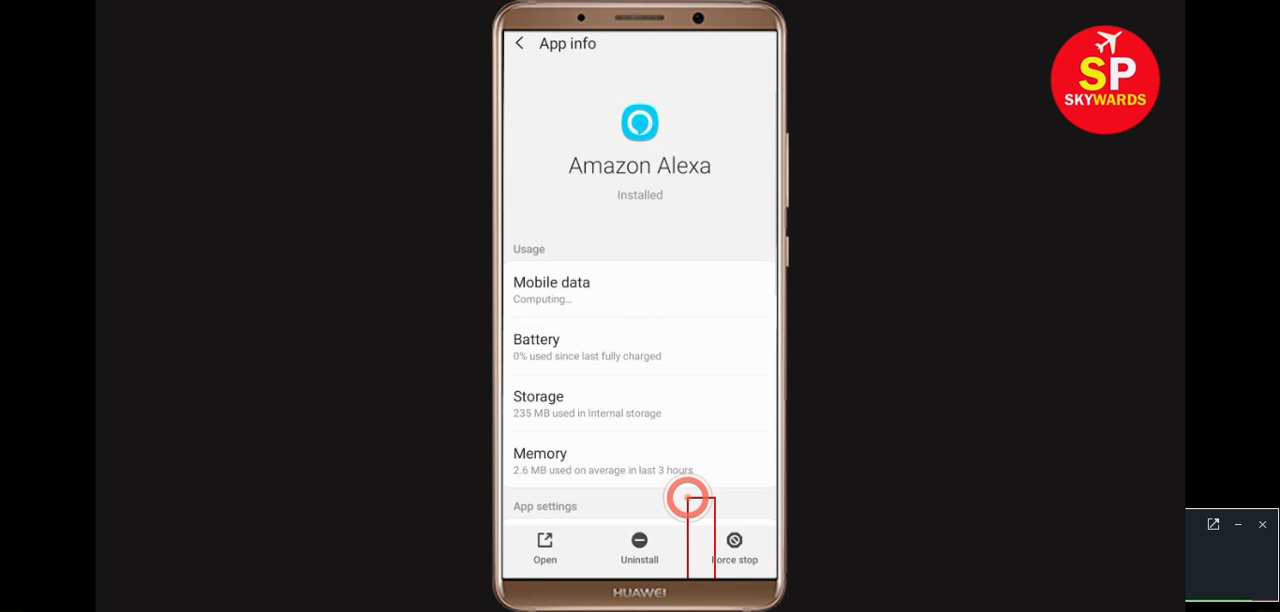 App info
SP
SKYWARDS
Amazon Alexa
Installed
Usage
Mobile data
Computing...
Battery
0% used since last fully charged
Storage
235 MB used in Internal storage
Memory
2.6 MB used on average in last 3 hours
App settings
Open
Uninstall
Force stop
HUAWEI